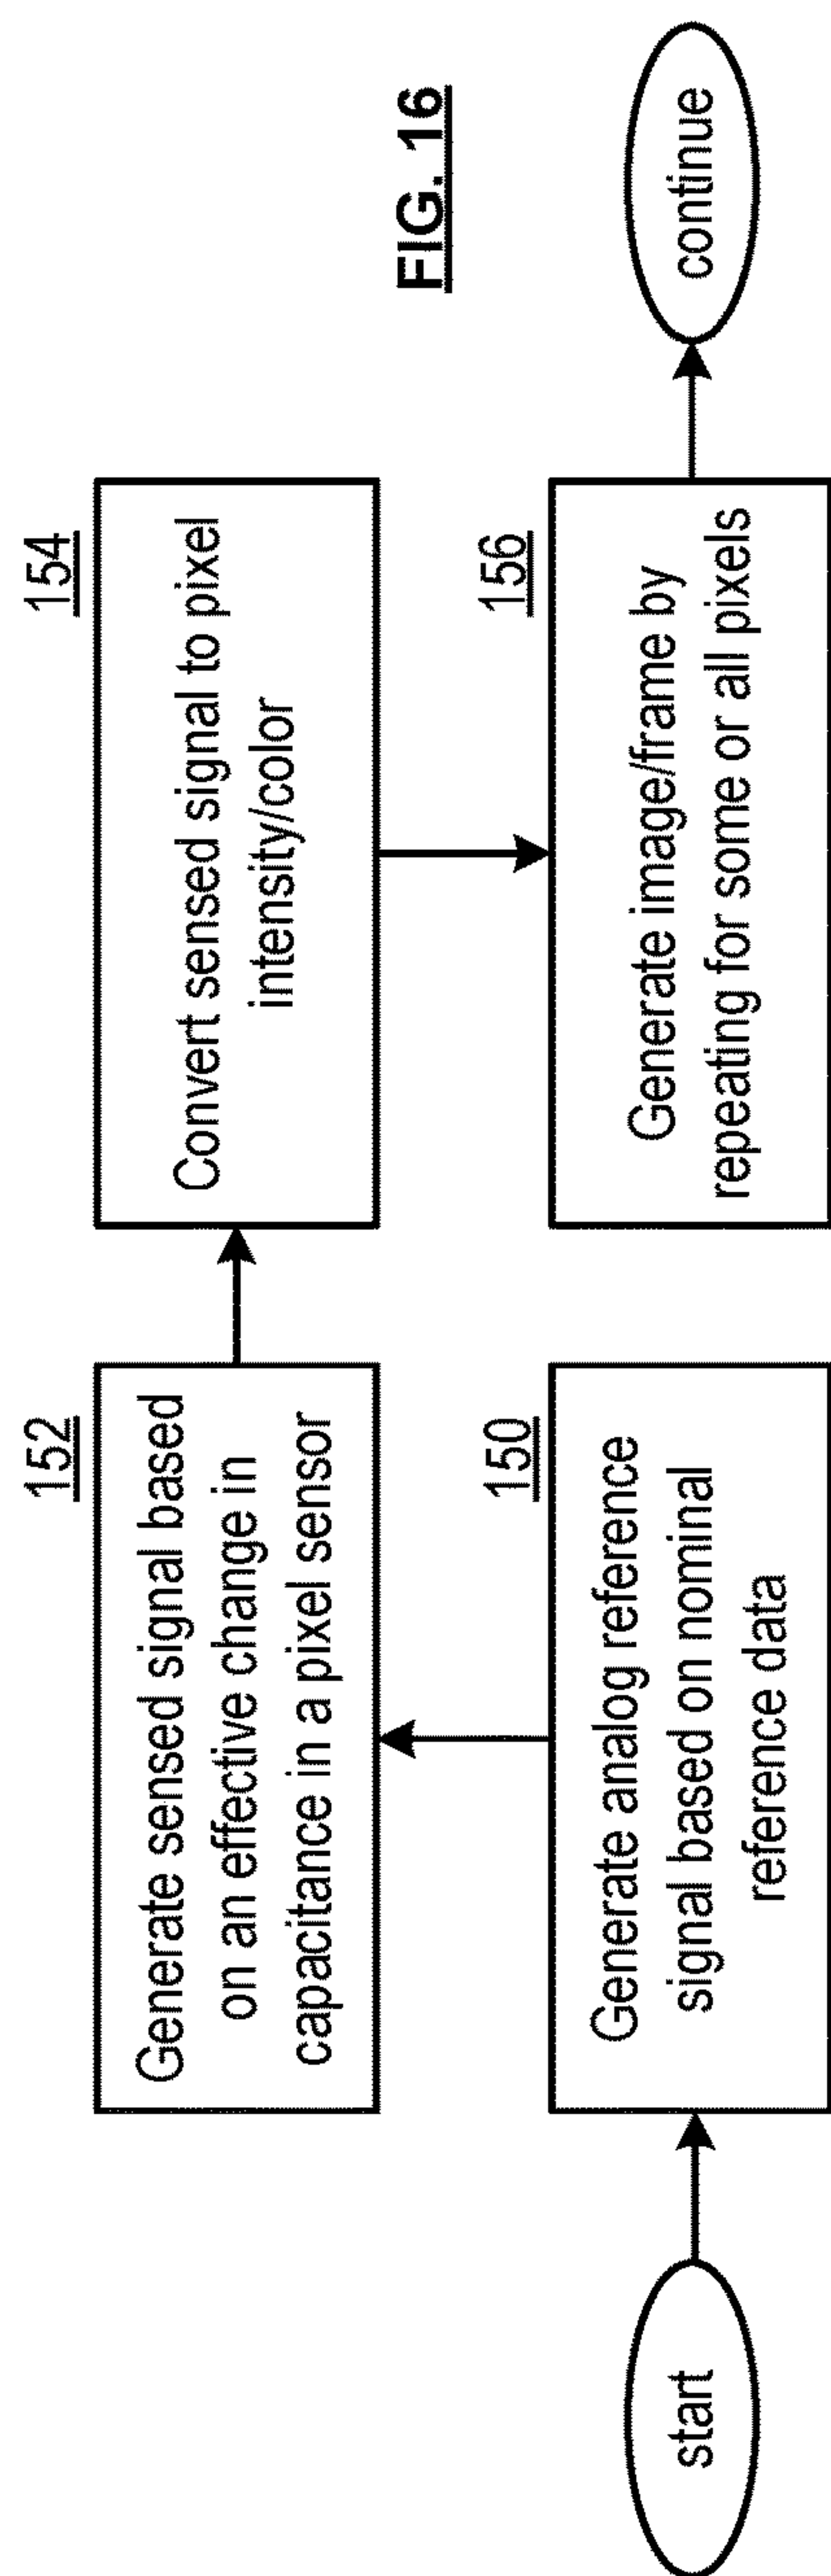 start
150
Generate analog reference
signal based on nominal
reference data
152
Generate sensed signal based
on an effective change in
capacitance in a pixel sensor
154
Convert sensed signal to pixel
intensity/color
156
Generate image/frame by
repeating for some or all pixels
continue
FIG. 16